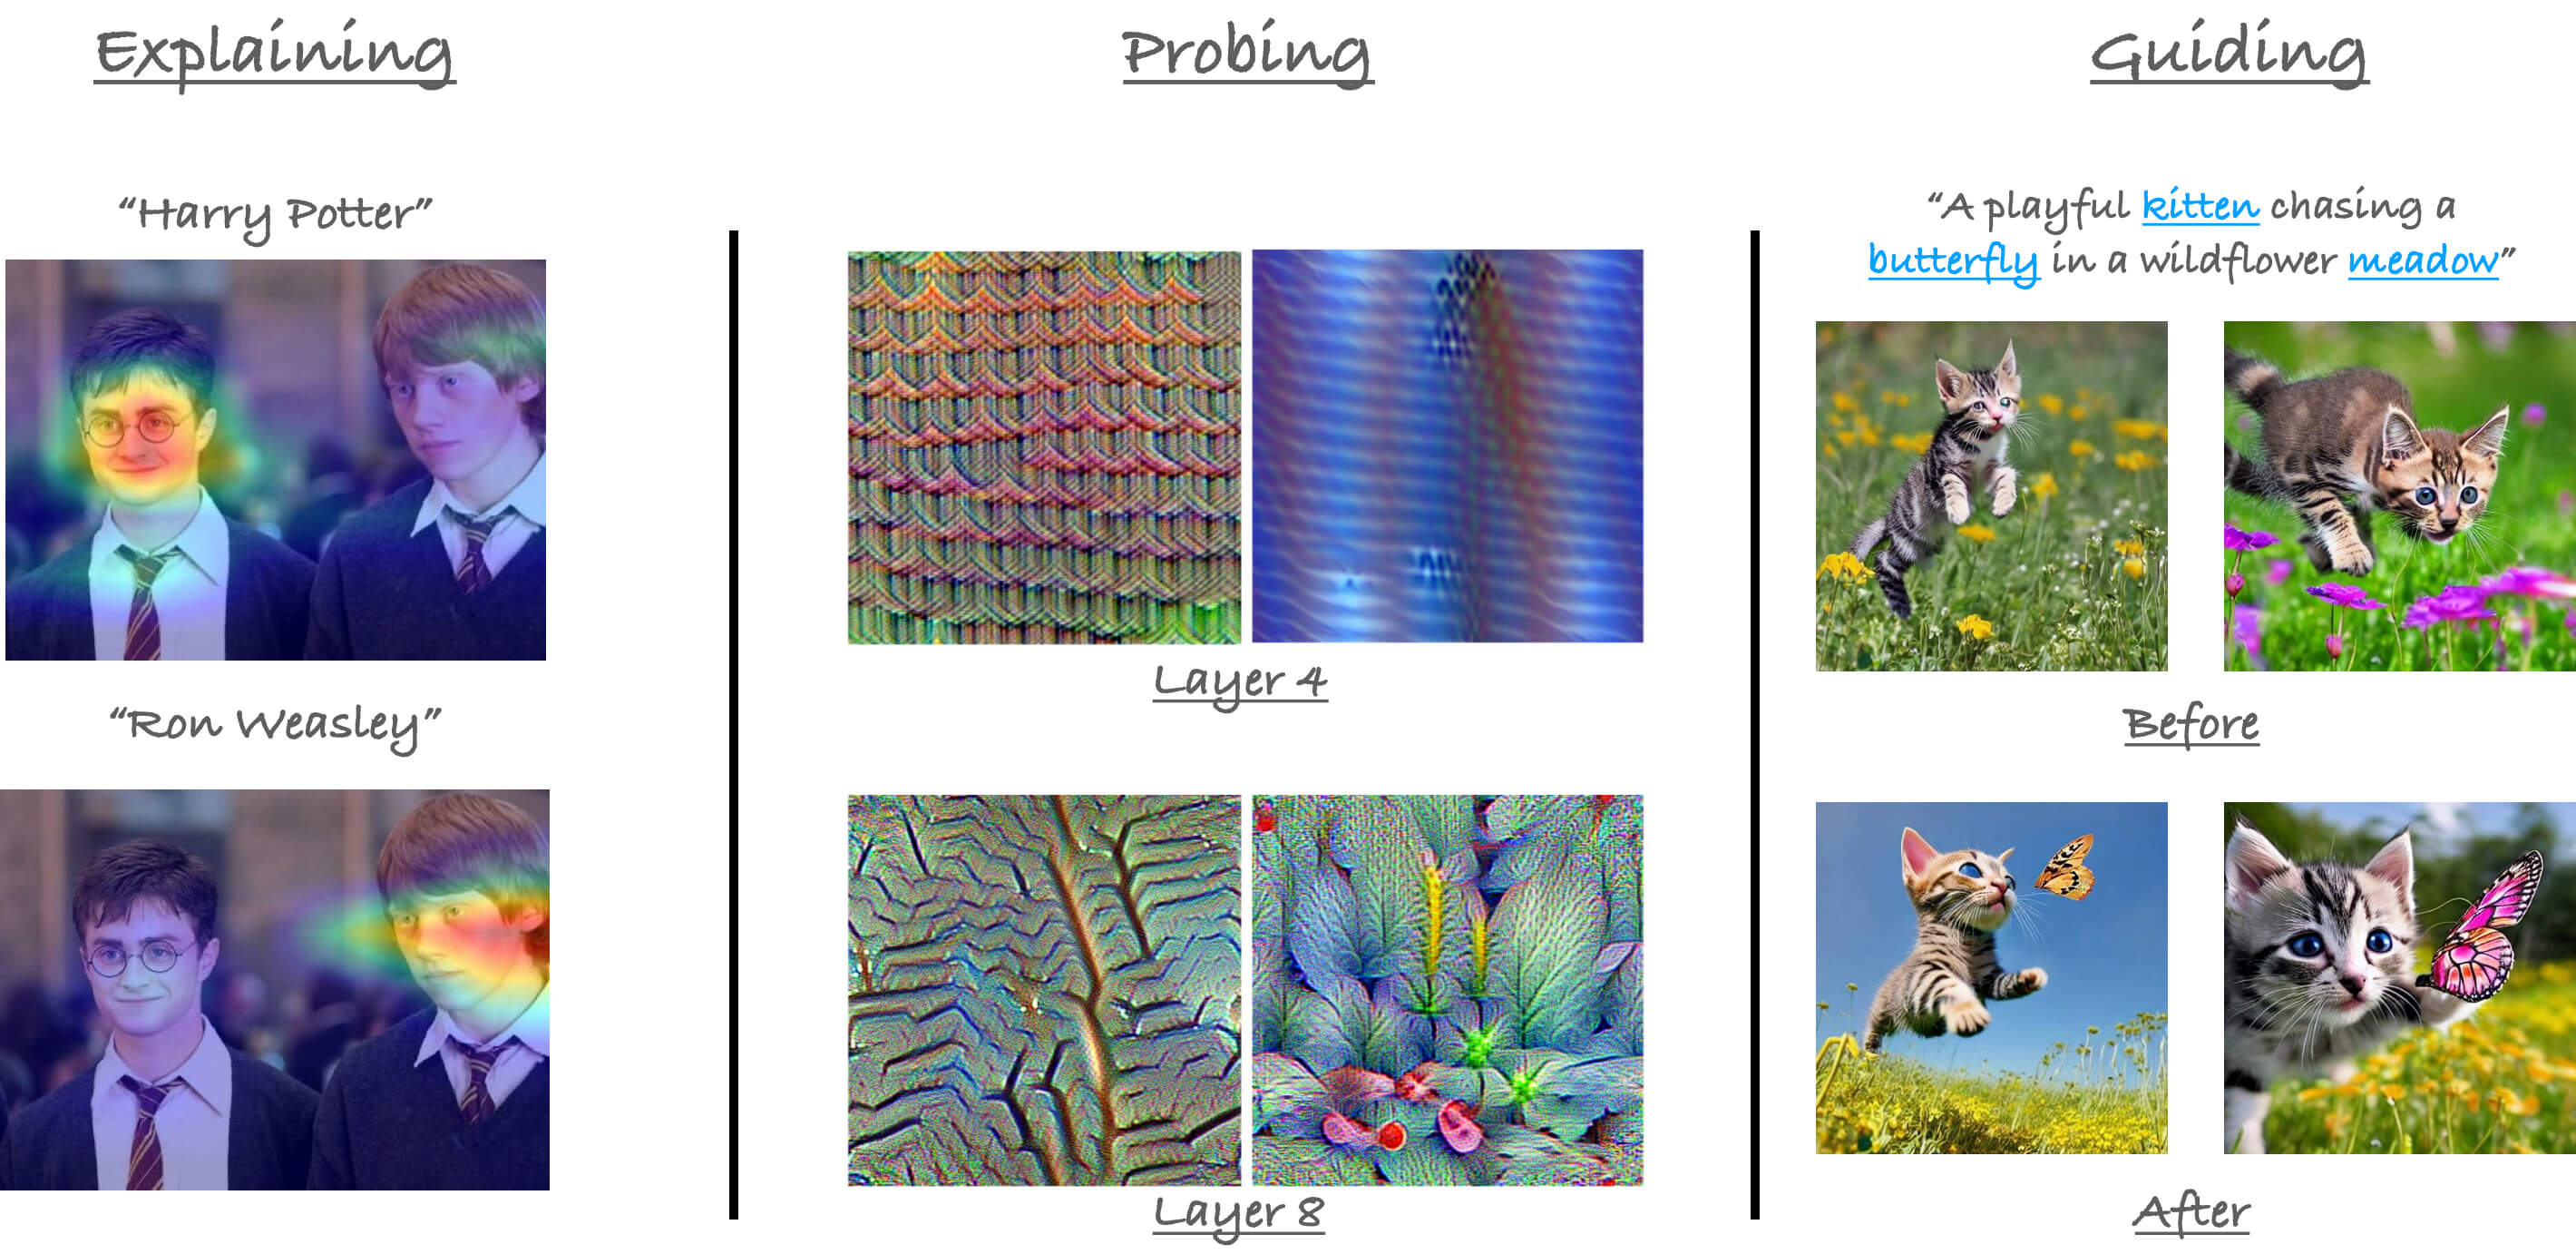 Explaining
Probing
Guiding
“Harry Potter”
“Ron Weasley”
Layer 4
Layer 8
“A playful kitten chasing a
butterfly in a wildflower meadow”
Before
After